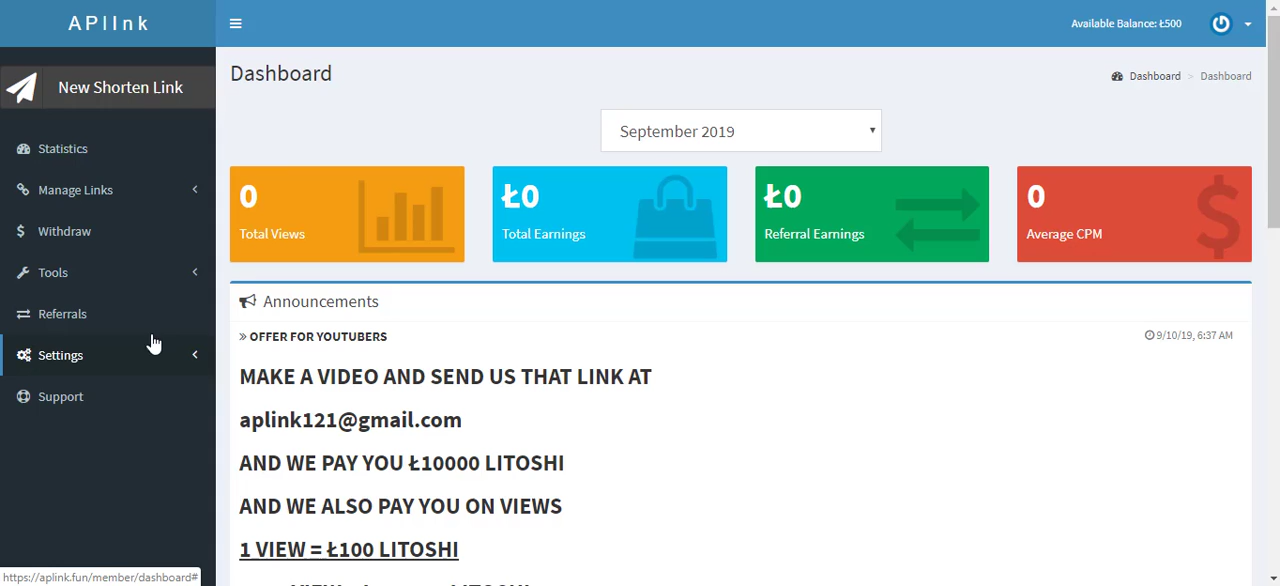 APlInk
Available Balance: Ł500
New Shorten Link
Dashboard
Dashboard > Dashboard
September 2019
Statistics
Manage Links
Withdraw
Tools
Referrals
Settings
Support
0
Total Views
Ł0
Total Earnings
Ł0
Referral Earnings
0
Average CPM
Announcements
» OFFER FOR YOUTUBERS
9/10/19, 6:37 AM
MAKE A VIDEO AND SEND US THAT LINK AT
aplink121@gmail.com
AND WE PAY YOU Ł10000 LITOSHI
AND WE ALSO PAY YOU ON VIEWS
1 VIEW = Ł100 LITOSHI
https://aplink.fun/member/dashboard#